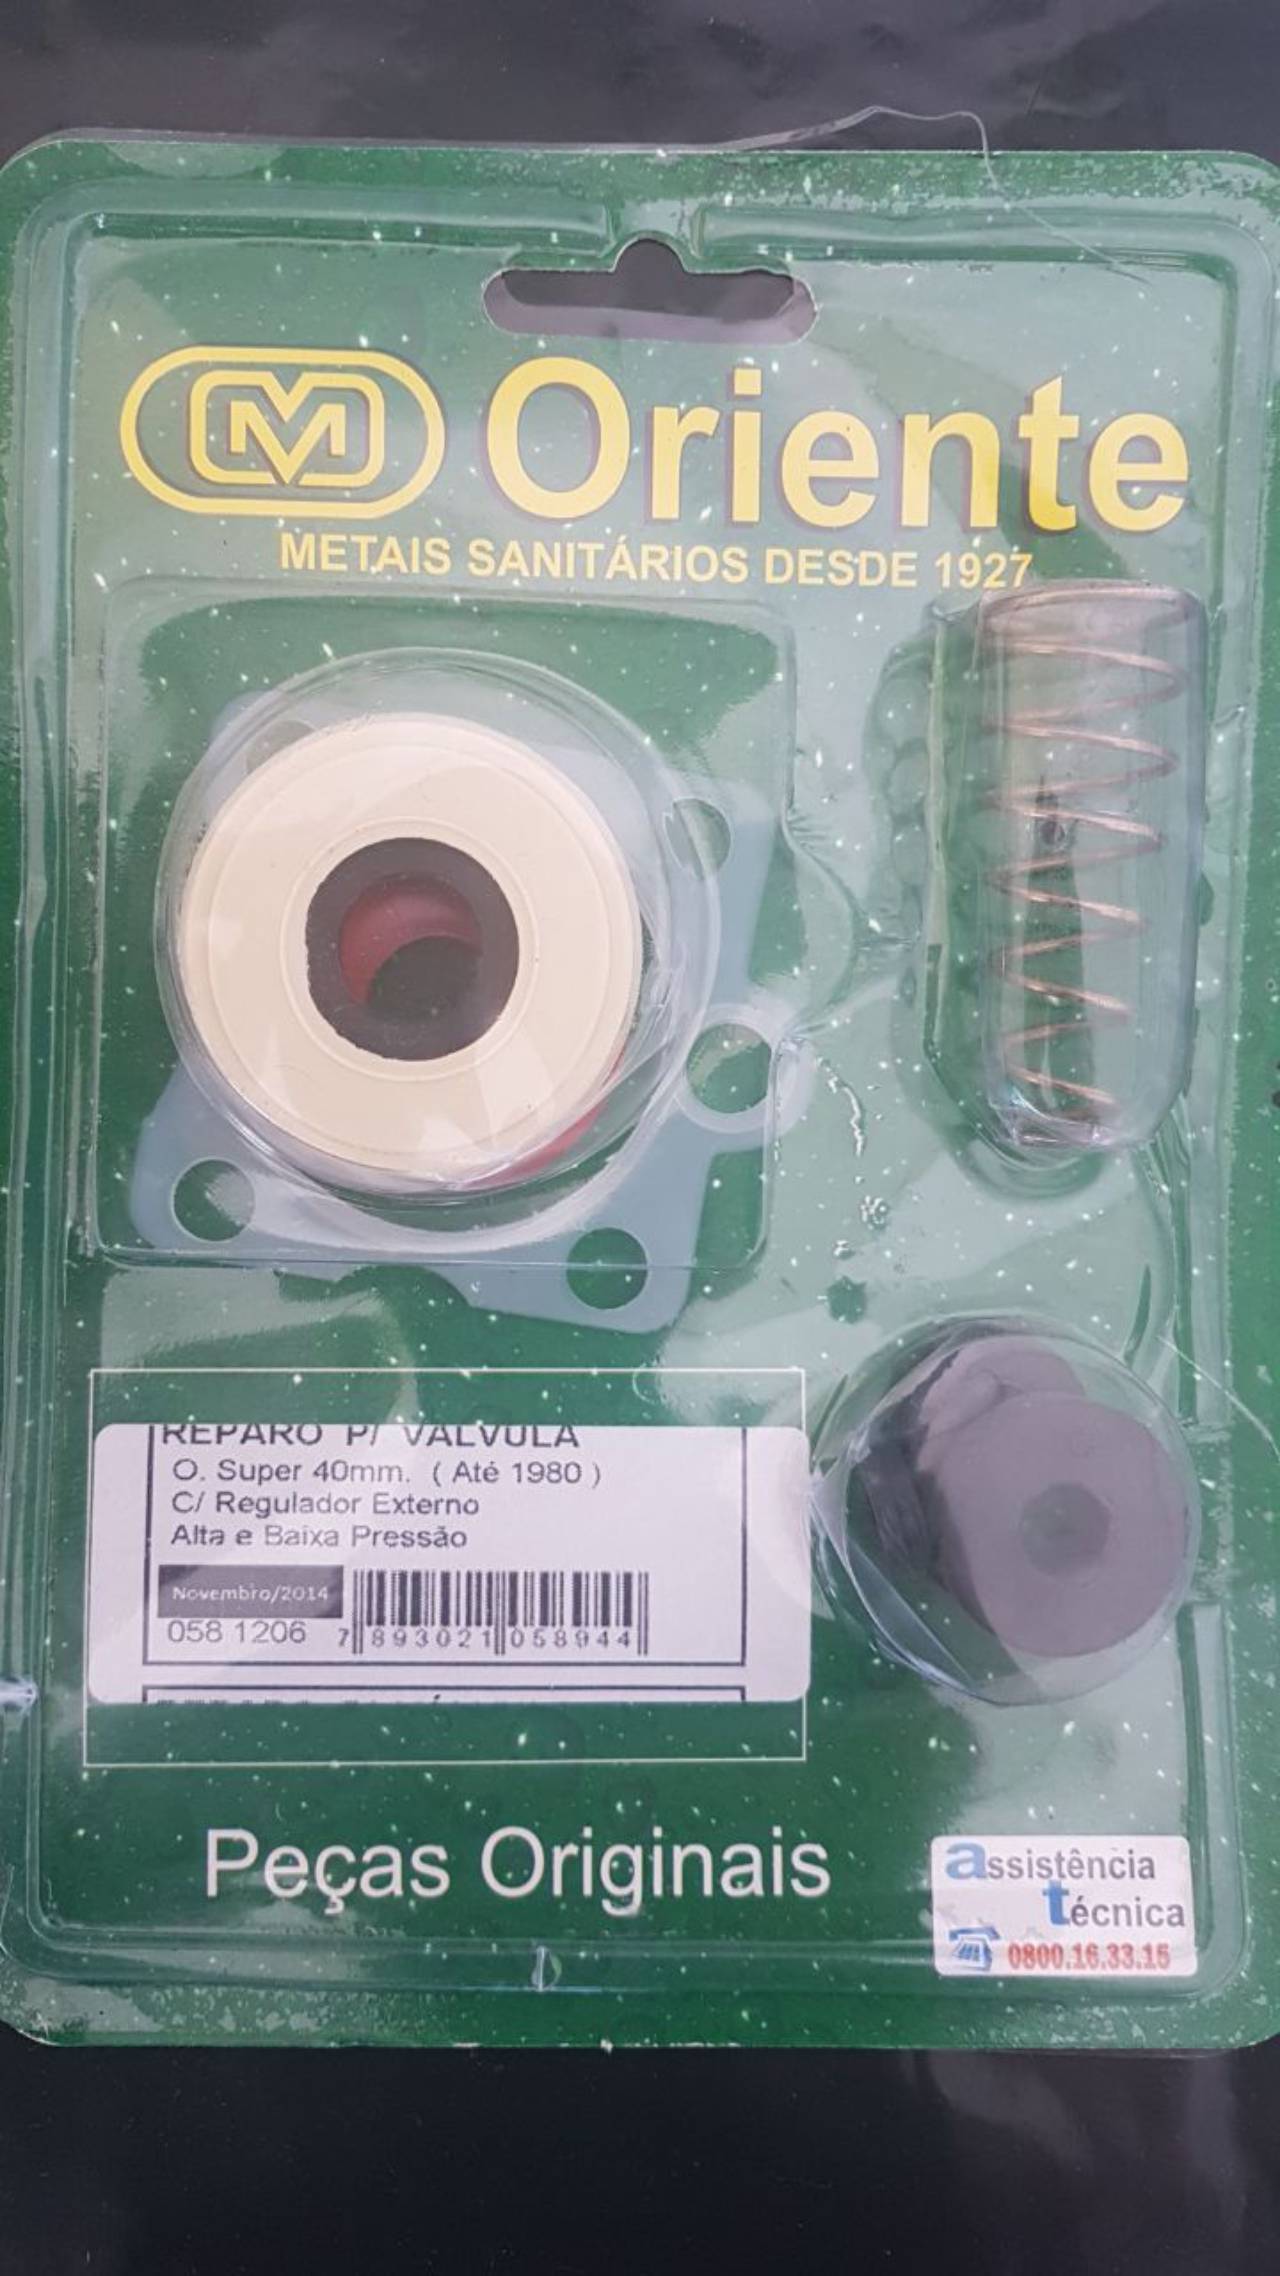 Oriente
METAIS SANITÁRIOS DESDE 1927
REPARO P/ VALVULA
O. Super 40mm. ( Até 1980 )
C/ Regulador Externo
Alta e Baixa Pressão
Novembro/2014
058 1206
7 893021 058944
Peças Originais
assistência
técnica
0800.16.33.15